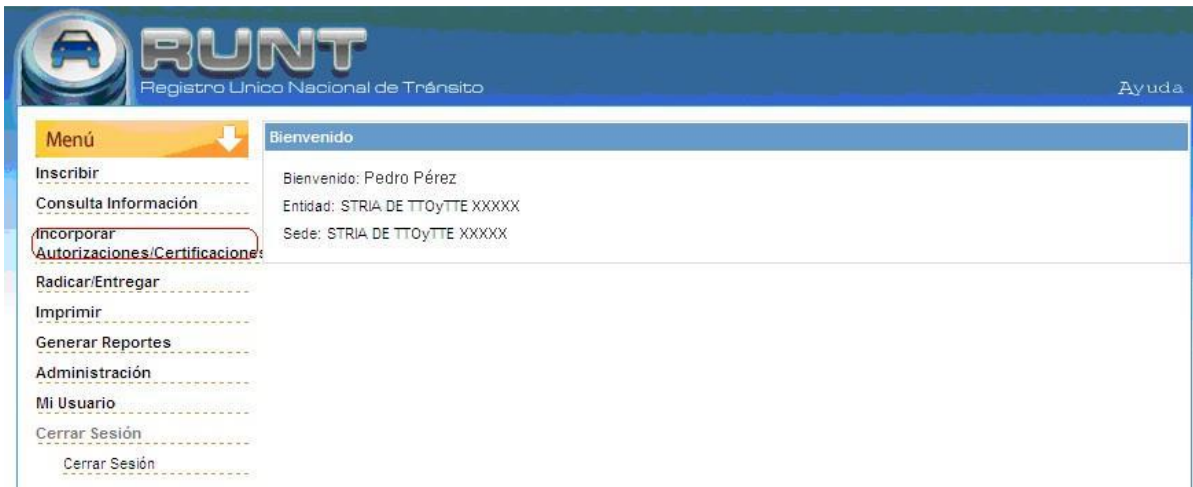 RUNT
Registro Unico Nacional de Tránsito
Ayuda
Menú
Bienvenido
Inscribir
Bienvenido: Pedro Pérez
Consulta Información
Entidad: STRIA DE TTOyTTE XXXXX
Incorporar
Autorizaciones/Certificaciones
Sede: STRIA DE TTOyTTE XXXXX
Radicar/Entregar
Imprimir
Generar Reportes
Administración
Mi Usuario
Cerrar Sesión
Cerrar Sesión